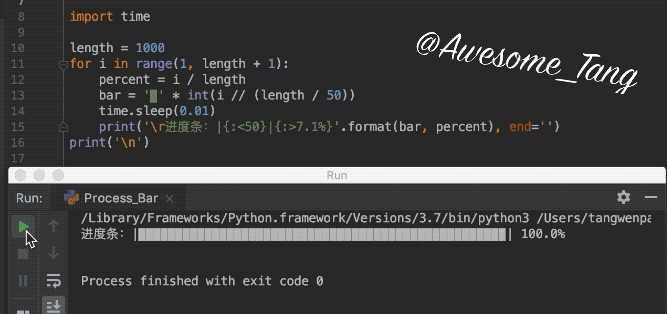 7
8 import time
9
10 length = 1000
11 for i in range(1, length + 1):
12 percent = i / length
13 bar = '█' * int(i // (length / 50))
14 time.sleep(0.01)
15 print('\r进度条: |{:<50}|{:>7.1%}'.format(bar, percent), end='')
16 print('\n')
17
@Awesome_Tang
Run
Run: Process_Bar ×
/Library/Frameworks/Python.framework/Versions/3.7/bin/python3 /Users/tangwenpa
进度条: |██████████████████████████████████████████████████| 100.0%
Process finished with exit code 0